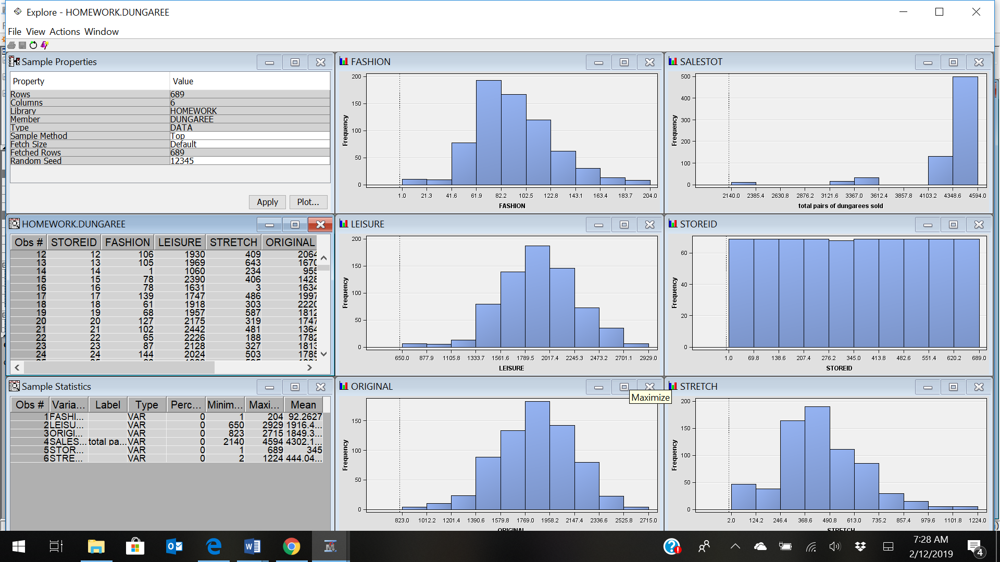 Explore - HOMEWORK.DUNGAREE
File View Actions Window
Sample Properties
Property Value
Rows 689
Columns 6
Library HOMEWORK
Member DUNGAREE
Type DATA
Sample Method Top
Fetch Size Default
Fetched Rows 689
Random Seed 12345
Apply Plot...
FASHION
200
150
100
50
0
Frequency
1.0 21.3 41.6 61.9 82.2 102.5 122.8 143.1 163.4 183.7 204.0
FASHION
SALESTOT
500
400
300
200
100
0
Frequency
2140.0 2385.4 2630.8 2876.2 3121.6 3367.0 3612.4 3857.8 4103.2 4348.6 4594.0
total pairs of dungarees sold
HOMEWORK.DUNGAREE
Obs # STOREID FASHION LEISURE STRETCH ORIGINAL
12 12 106 1930 409 2064
13 13 105 1969 643 1670
14 14 1 1060 234 955
15 15 78 2390 406 1428
16 16 78 1631 3 1634
17 17 139 1747 486 1997
18 18 61 1918 303 2220
19 19 68 1957 587 1812
20 20 127 2175 319 1747
21 21 102 2442 481 1364
22 22 65 2226 188 1782
23 23 87 2128 327 1813
24 24 144 2024 503 1785
LEISURE
200
150
100
50
0
Frequency
650.0 877.9 1105.8 1333.7 1561.6 1789.5 2017.4 2245.3 2473.2 2701.1 2929.0
LEISURE
STOREID
60
40
20
0
Frequency
1.0 69.8 138.6 207.4 276.2 345.0 413.8 482.6 551.4 620.2 689.0
STOREID
Sample Statistics
Obs # Varia... Label Type Perc... Minim... Maxi... Mean
1 FASHI... VAR 0 1 204 92.2627
2 LEISU... VAR 0 650 2929 1916.4...
3 ORIGI... VAR 0 823 2715 1849.3...
4 SALES... total pa... VAR 0 2140 4594 4302.1...
5 STOR... VAR 0 1 689 345
6 STRE... VAR 0 2 1224 444.04...
ORIGINAL
Maximize
150
100
50
0
Frequency
823.0 1012.2 1201.4 1390.6 1579.8 1769.0 1958.2 2147.4 2336.6 2525.8 2715.0
ORIGINAL
STRETCH
200
150
100
50
0
Frequency
2.0 124.2 246.4 368.6 490.8 613.0 735.2 857.4 979.6 1101.8 1224.0
STRETCH
7:28 AM
2/12/2019
4